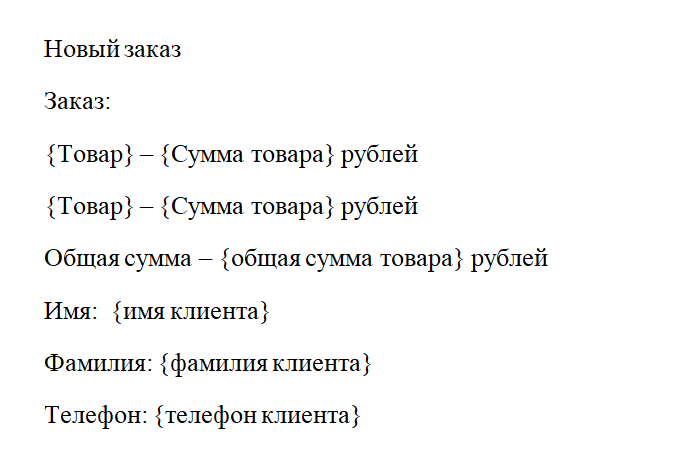 Новый заказ
Заказ:
{Товар} – {Сумма товара} рублей
{Товар} – {Сумма товара} рублей
Общая сумма – {общая сумма товара} рублей
Имя:  {имя клиента}
Фамилия: {фамилия клиента}
Телефон: {телефон клиента}